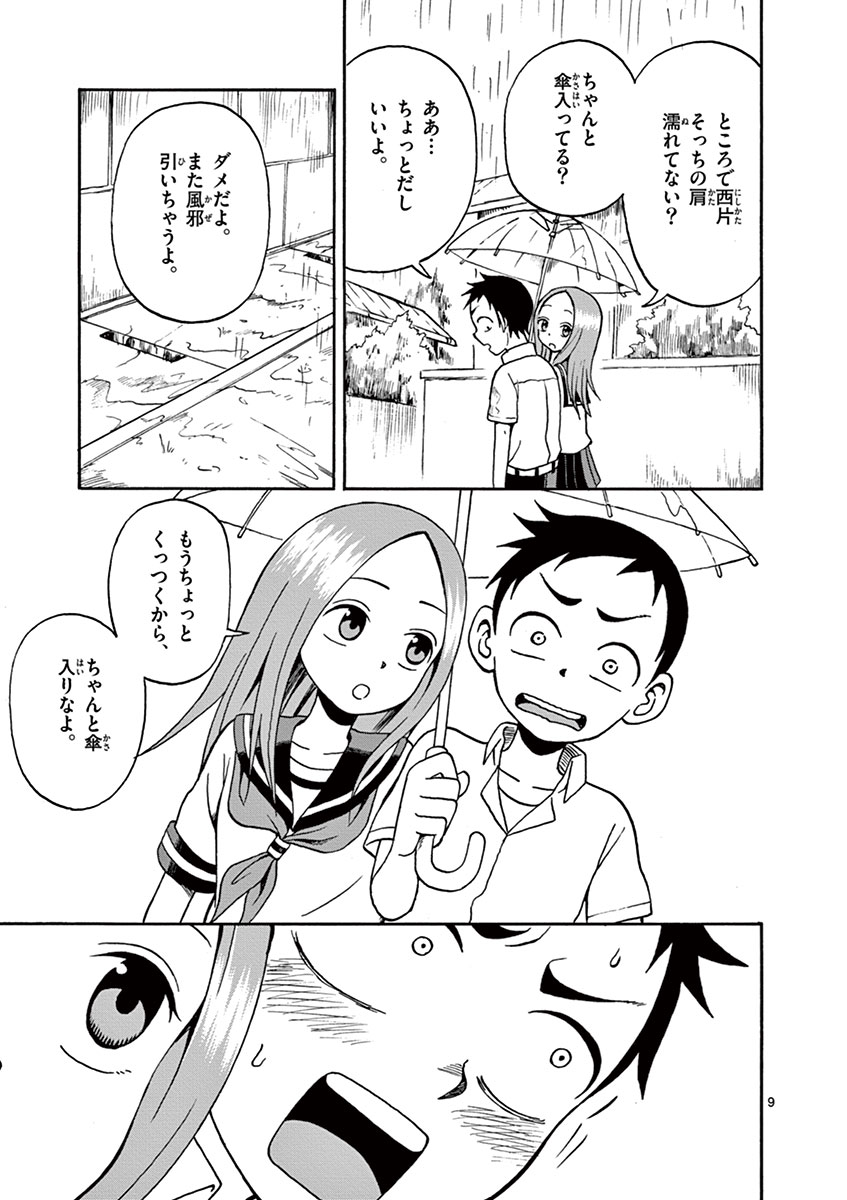 ところで西片
そっちの肩
濡れてない？
ちゃんと
傘入ってる？
ああ…
ちょっとだし
いいよ。
ダメだよ。
また風邪
引いちゃうよ。
もうちょっと
くっつくから、
ちゃんと傘
入りなよ。
9